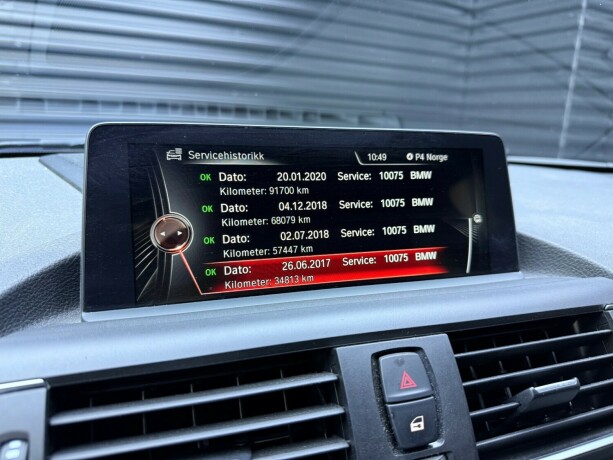 Servicehistorikk 10:49 P4 Norge
OK Dato: 20.01.2020 Service: 10075 BMW
Kilometer: 91700 km
OK Dato: 04.12.2018 Service: 10075 BMW
Kilometer: 68079 km
OK Dato: 02.07.2018 Service: 10075 BMW
Kilometer: 57447 km
OK Dato: 26.06.2017 Service: 10075 BMW
Kilometer: 34813 km